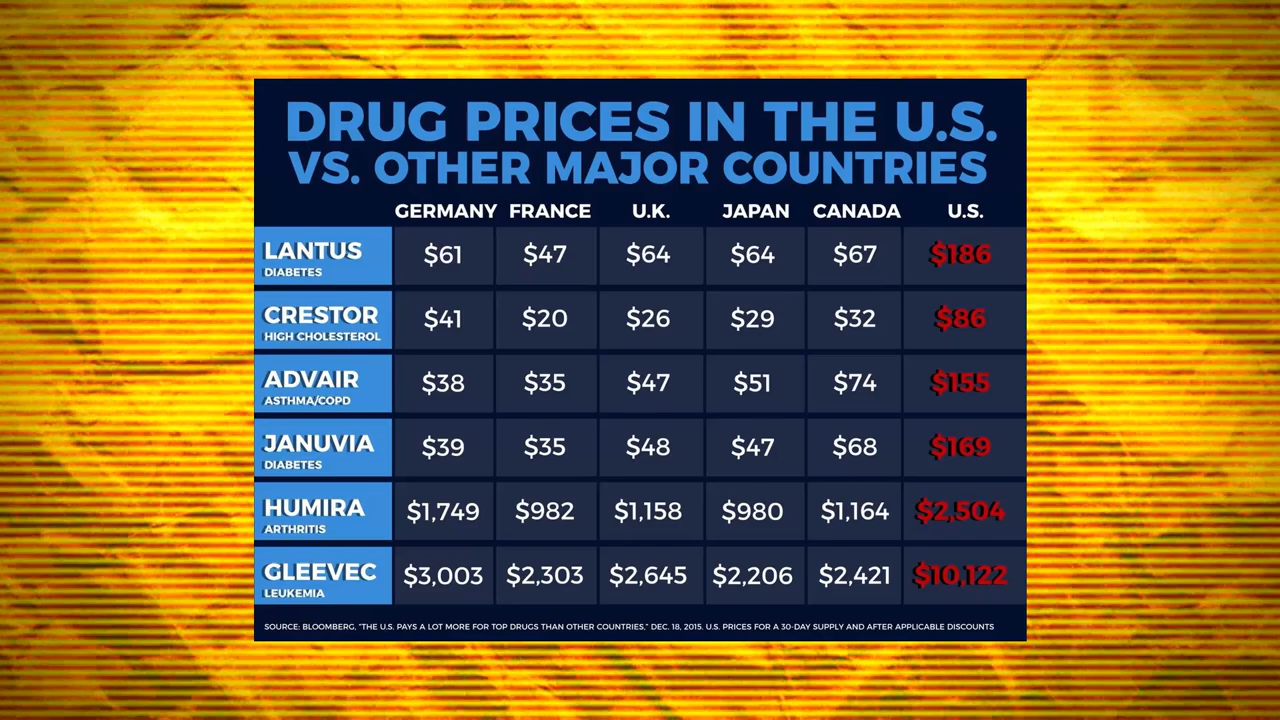 DRUG PRICES IN THE U.S.
VS. OTHER MAJOR COUNTRIES
GERMANY FRANCE U.K. JAPAN CANADA U.S.
LANTUS $61 $47 $64 $64 $67 $186
DIABETES
CRESTOR $41 $20 $26 $29 $32 $86
HIGH CHOLESTEROL
ADVAIR $38 $35 $47 $51 $74 $155
ASTHMA/COPD
JANUVIA $39 $35 $48 $47 $68 $169
DIABETES
HUMIRA $1,749 $982 $1,158 $980 $1,164 $2,504
ARTHRITIS
GLEEVEC $3,003 $2,303 $2,645 $2,206 $2,421 $10,122
LEUKEMIA
SOURCE: BLOOMBERG, "THE U.S. PAYS A LOT MORE FOR TOP DRUGS THAN OTHER COUNTRIES," DEC. 18, 2015. U.S. PRICES FOR A 30-DAY SUPPLY AND AFTER APPLICABLE DISCOUNTS